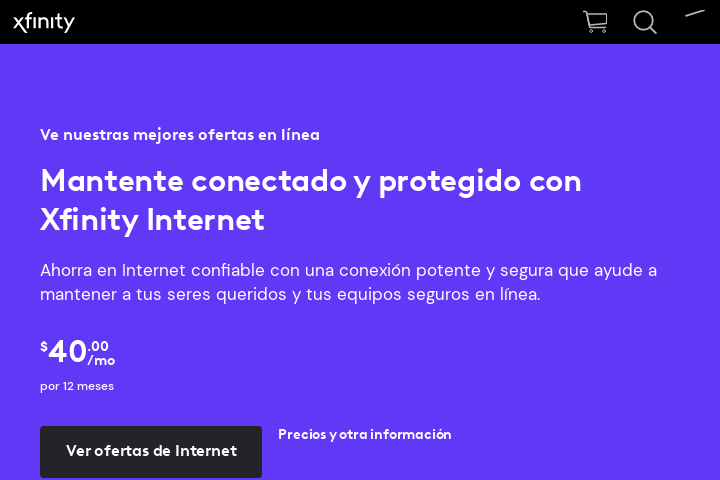 xfinity
Ve nuestras mejores ofertas en línea
Mantente conectado y protegido con
Xfinity Internet
Ahorra en Internet confiable con una conexión potente y segura que ayude a
mantener a tus seres queridos y tus equipos seguros en línea.
$40.00
/mo
por 12 meses
Ver ofertas de Internet
Precios y otra información